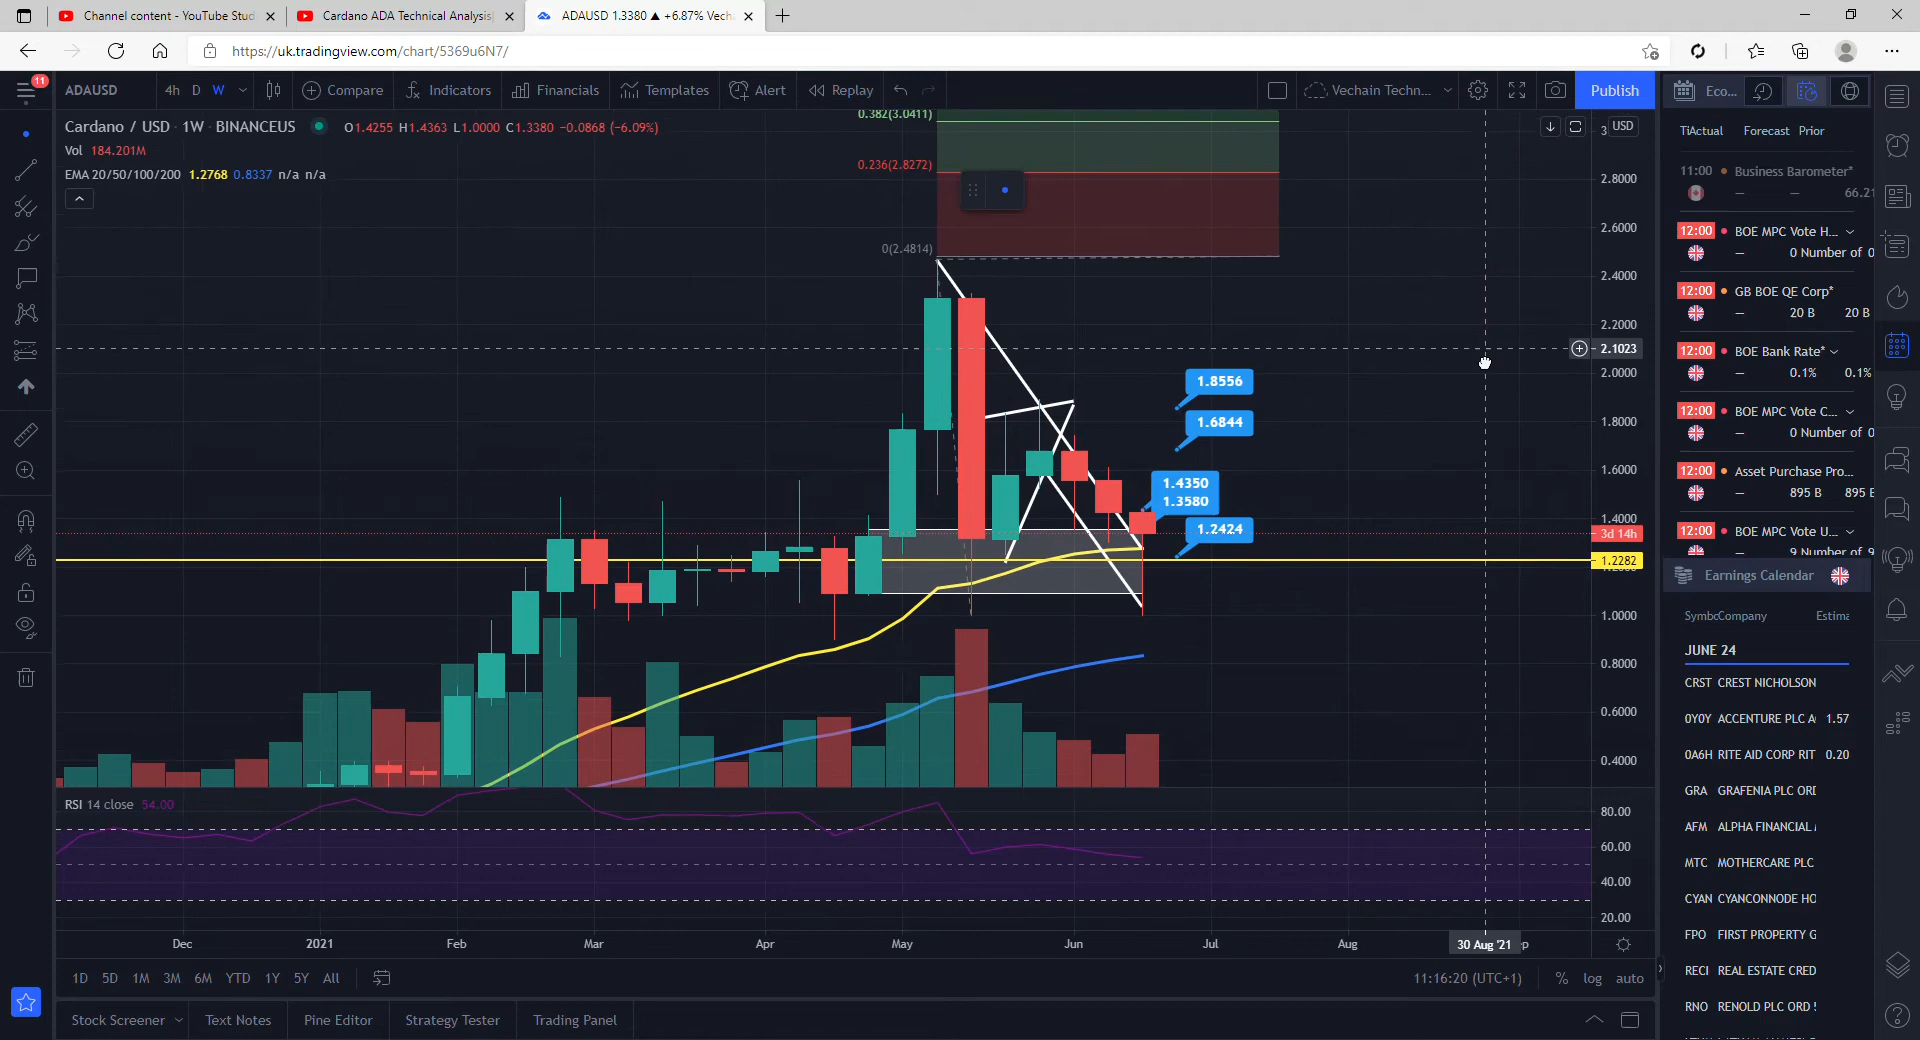 Channel content - YouTube Stud
Cardano ADA Technical Analysis|
ADAUSD 1.3380 ▲ +6.87% Vech
https://uk.tradingview.com/chart/5369u6N7/
11
ADAUSD 4h D W Compare Indicators Financials Templates Alert Replay Vechain Techn... Publish
Cardano / USD · 1W · BINANCEUS O1.4255 H1.4363 L1.0000 C1.3380 -0.0868 (-6.09%)
Vol 184.201M
EMA 20/50/100/200 1.2768 0.8337 n/a n/a
0.382(3.0411)
0.236(2.8272)
0(2.4814)
1.8556
1.6844
1.4350
1.3580
1.2424
USD
2.8000
2.6000
2.4000
2.2000
2.1023
2.0000
1.8000
1.6000
1.4000
3d 14h
1.2282
1.0000
0.8000
0.6000
0.4000
RSI 14 close 54.00
80.00
60.00
40.00
20.00
Dec 2021 Feb Mar Apr May Jun Jul Aug 30 Aug '21
1D 5D 1M 3M 6M YTD 1Y 5Y All
11:16:20 (UTC+1) % log auto
Stock Screener Text Notes Pine Editor Strategy Tester Trading Panel
Eco...
TiActual Forecast Prior
11:00 Business Barometer*
— — 66.21
12:00 BOE MPC Vote H...
— 0 Number of 0
12:00 GB BOE QE Corp*
— 20 B 20 B
12:00 BOE Bank Rate*
— 0.1% 0.1%
12:00 BOE MPC Vote C...
— 0 Number of 0
12:00 Asset Purchase Pro...
— 895 B 895 B
12:00 BOE MPC Vote U...
— 9 Number of 9
Earnings Calendar
SymbcCompany Estima
JUNE 24
CRST CREST NICHOLSON
0Y0Y ACCENTURE PLC A 1.57
0A6H RITE AID CORP RIT 0.20
GRA GRAFENIA PLC ORD
AFM ALPHA FINANCIAL
MTC MOTHERCARE PLC
CYAN CYANCONNODE HO
FPO FIRST PROPERTY G
RECI REAL ESTATE CRED
RNO RENOLD PLC ORD